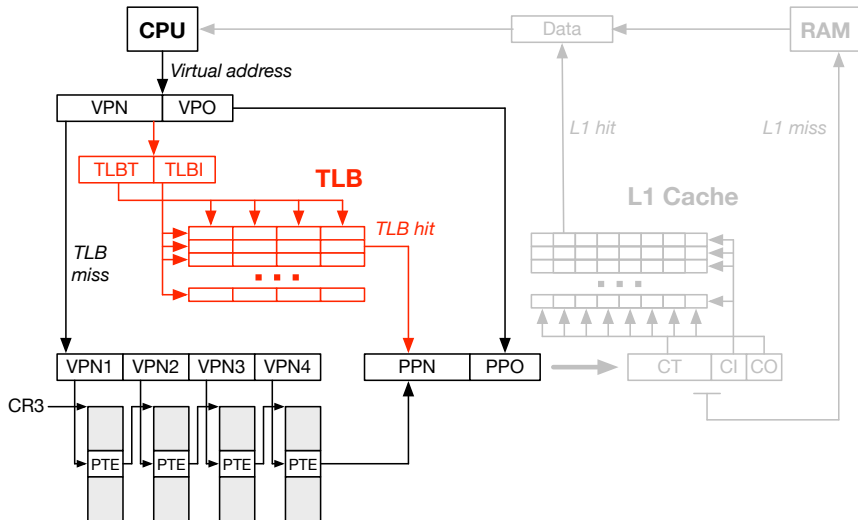 CPU
Data
RAM
Virtual address
VPN VPO
L1 hit
L1 miss
TLBT TLBI
TLB
L1 Cache
TLB hit
TLB
miss
VPN1 VPN2 VPN3 VPN4
PPN PPO
CT CI CO
CR3
PTE PTE PTE PTE